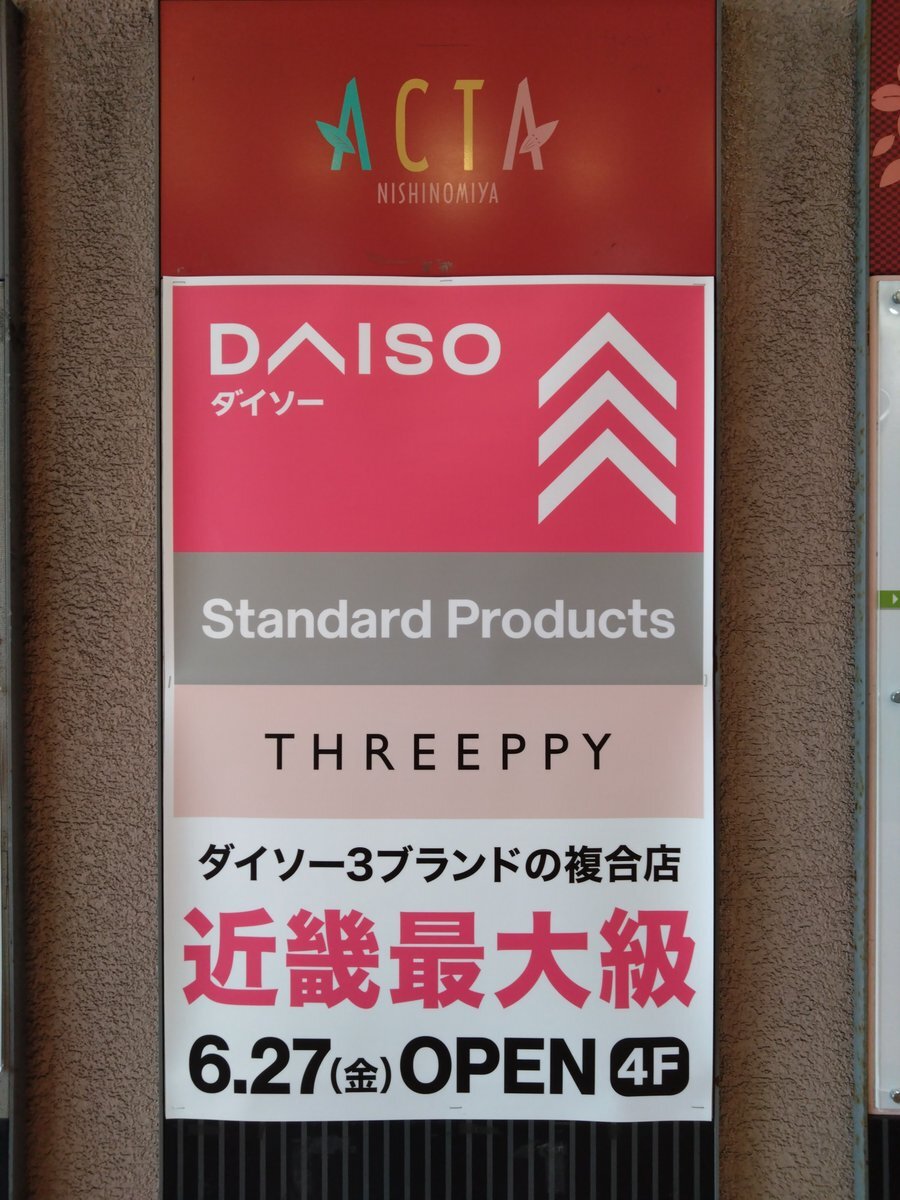 ACTA
NISHINOMIYA
DAISO
ダイソー
Standard Products
THREEPPY
ダイソー3ブランドの複合店
近畿最大級
6.27(金)OPEN 4F